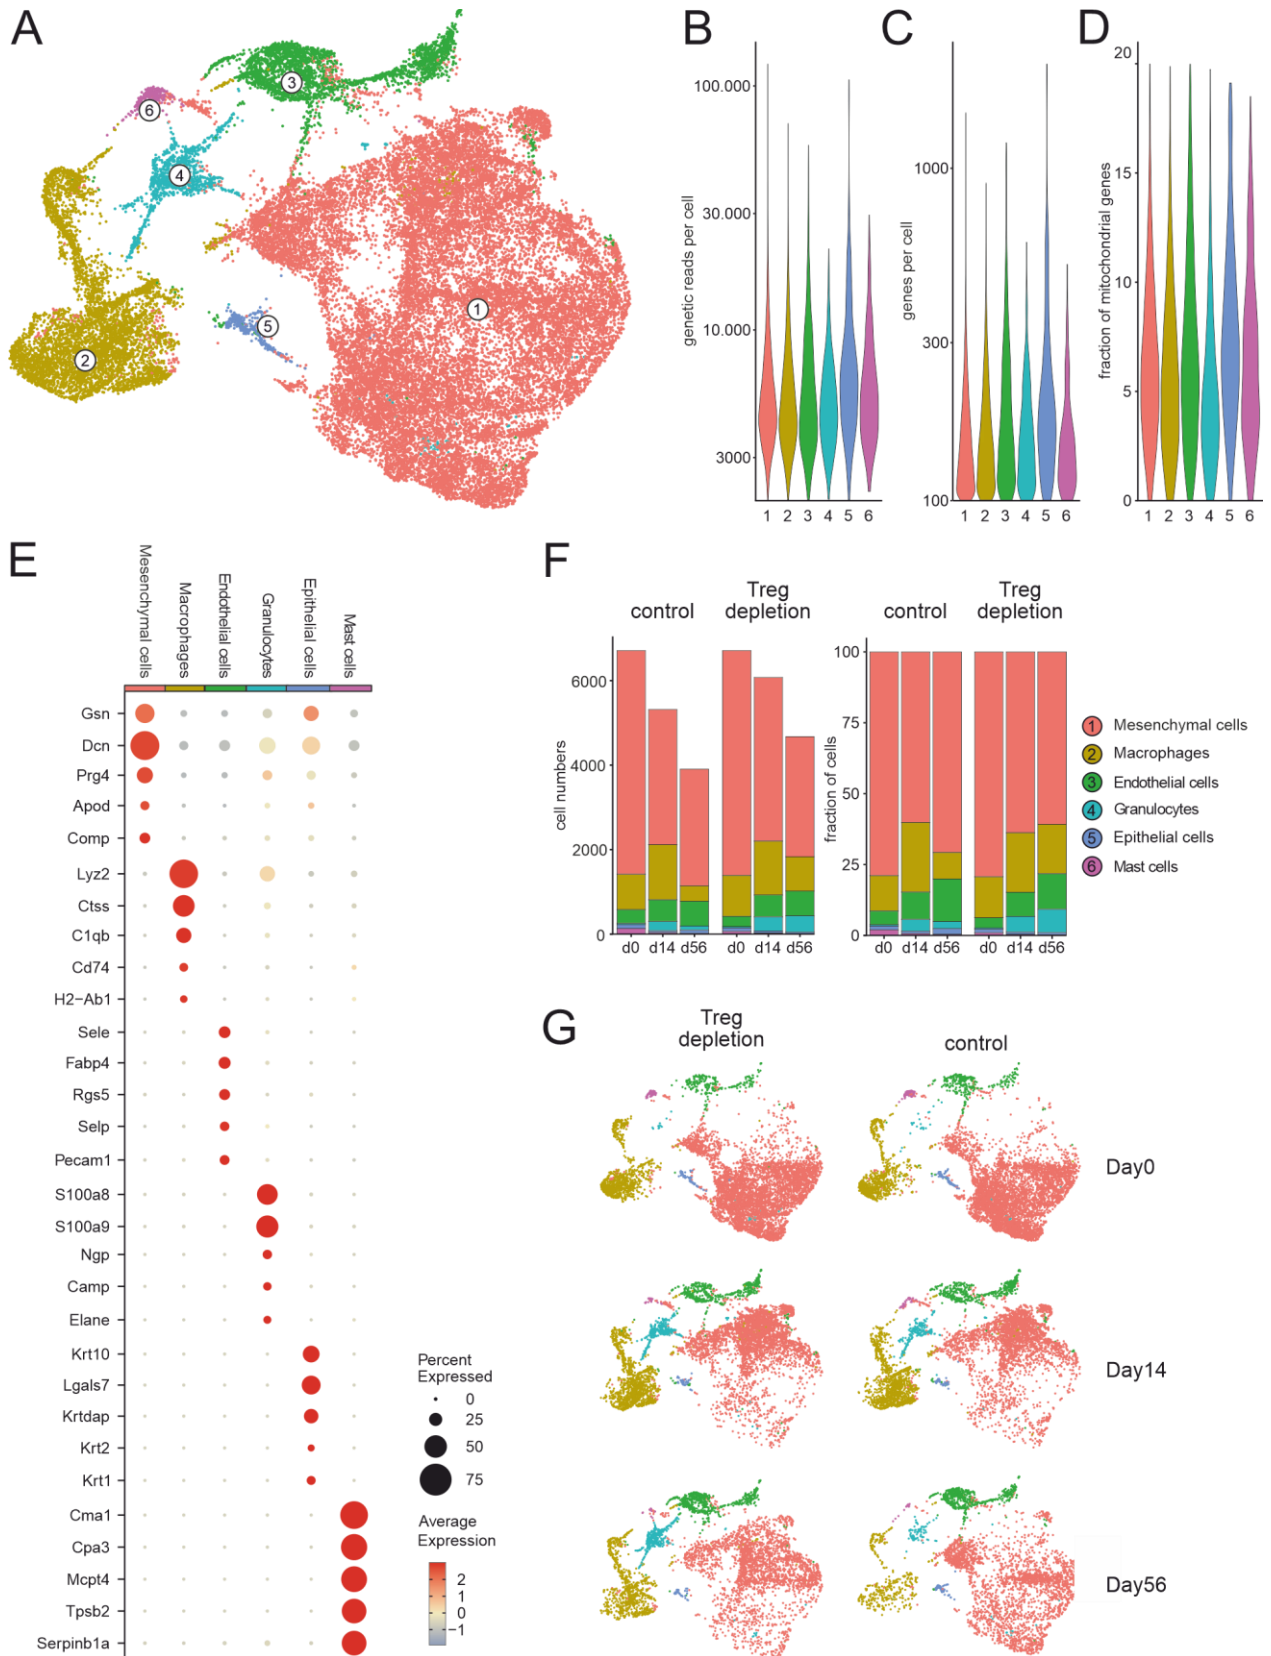 A
1
2
3
4
5
6
B
genetic reads per cell
100.000
30.000
10.000
3000
1 2 3 4 5 6
C
genes per cell
1000
300
100
1 2 3 4 5 6
D
fraction of mitochondrial genes
20
15
10
5
0
1 2 3 4 5 6
E
Mesenchymal cells
Macrophages
Endothelial cells
Granulocytes
Epithelial cells
Mast cells
Gsn
Dcn
Prg4
Apod
Comp
Lyz2
Ctss
C1qb
Cd74
H2−Ab1
Sele
Fabp4
Rgs5
Selp
Pecam1
S100a8
S100a9
Ngp
Camp
Elane
Krt10
Lgals7
Krtdap
Krt2
Krt1
Cma1
Cpa3
Mcpt4
Tpsb2
Serpinb1a
Percent
Expressed
0
25
50
75
Average
Expression
2
1
0
−1
F
control
Treg
depletion
cell numbers
6000
4000
2000
0
d0 d14 d56 d0 d14 d56
control
Treg
depletion
fraction of cells
100
75
50
25
0
d0 d14 d56 d0 d14 d56
1 Mesenchymal cells
2 Macrophages
3 Endothelial cells
4 Granulocytes
5 Epithelial cells
6 Mast cells
G
Treg
depletion
control
Day0
Day14
Day56